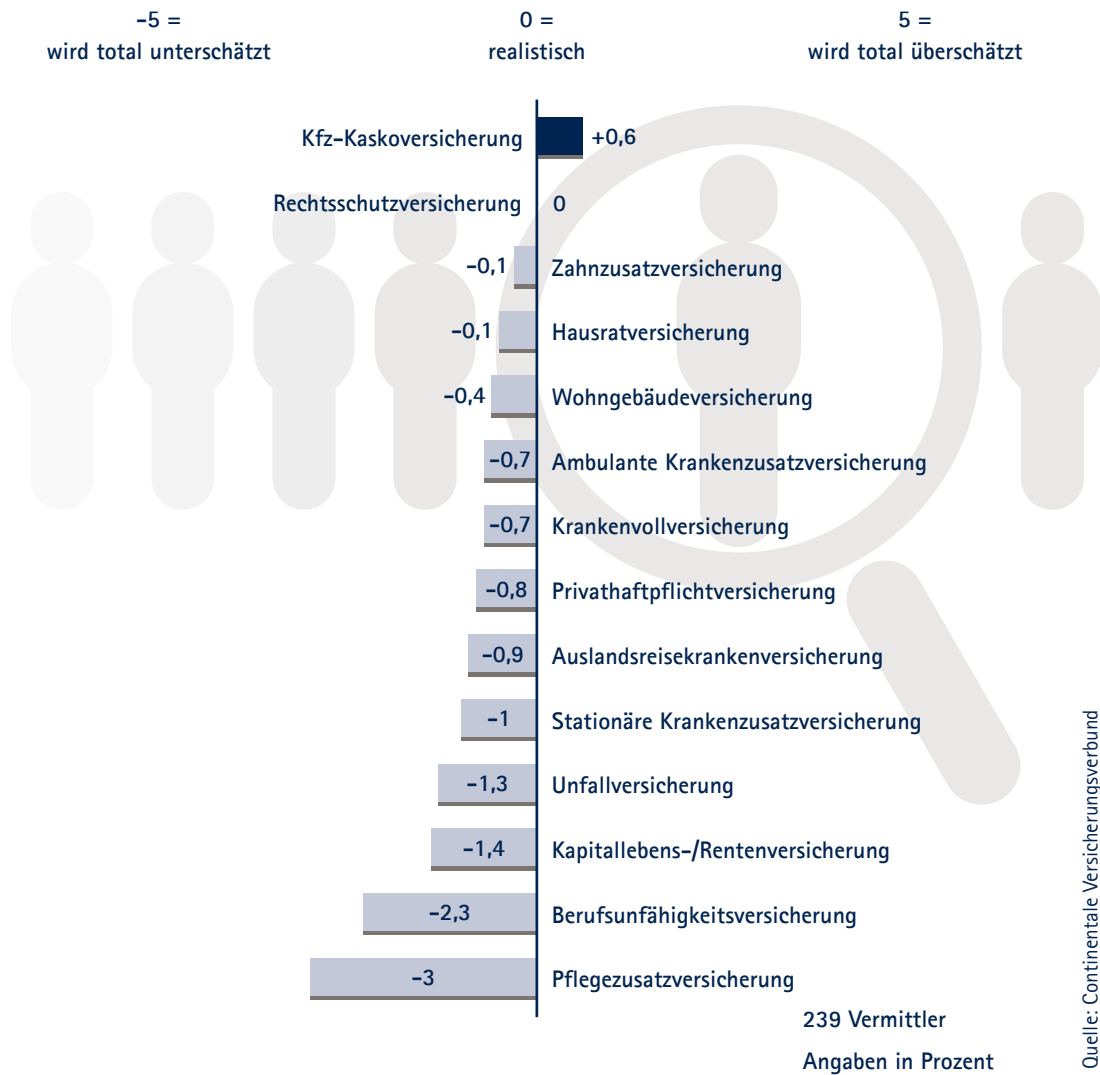 -5 =
wird total unterschätzt
0 =
realistisch
5 =
wird total überschätzt
Kfz-Kaskoversicherung +0,6
Rechtsschutzversicherung 0
-0,1 Zahnzusatzversicherung
-0,1 Hausratversicherung
-0,4 Wohngebäudeversicherung
-0,7 Ambulante Krankenzusatzversicherung
-0,7 Krankenvollversicherung
-0,8 Privathaftpflichtversicherung
-0,9 Auslandsreisekrankenversicherung
-1 Stationäre Krankenzusatzversicherung
-1,3 Unfallversicherung
-1,4 Kapitallebens-/Rentenversicherung
-2,3 Berufsunfähigkeitsversicherung
-3 Pflegezusatzversicherung
239 Vermittler
Angaben in Prozent
Quelle: Continentale Versicherungsverbund